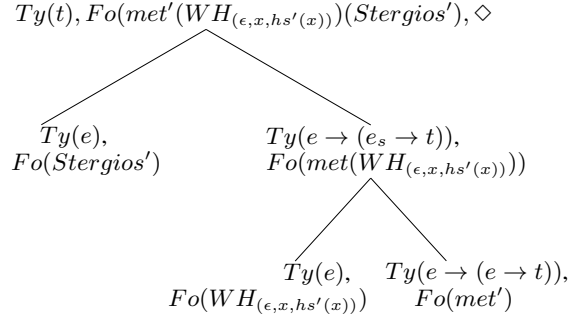 Ty(t), Fo(met′(WH_{(ϵ,x,hs′(x))})(Stergios′), ◇
Ty(e),
Fo(Stergios′)
Ty(e → (e_s → t)),
Fo(met(WH_{(ϵ,x,hs′(x))}))
Ty(e),
Fo(WH_{(ϵ,x,hs′(x))})
Ty(e → (e → t)),
Fo(met′)